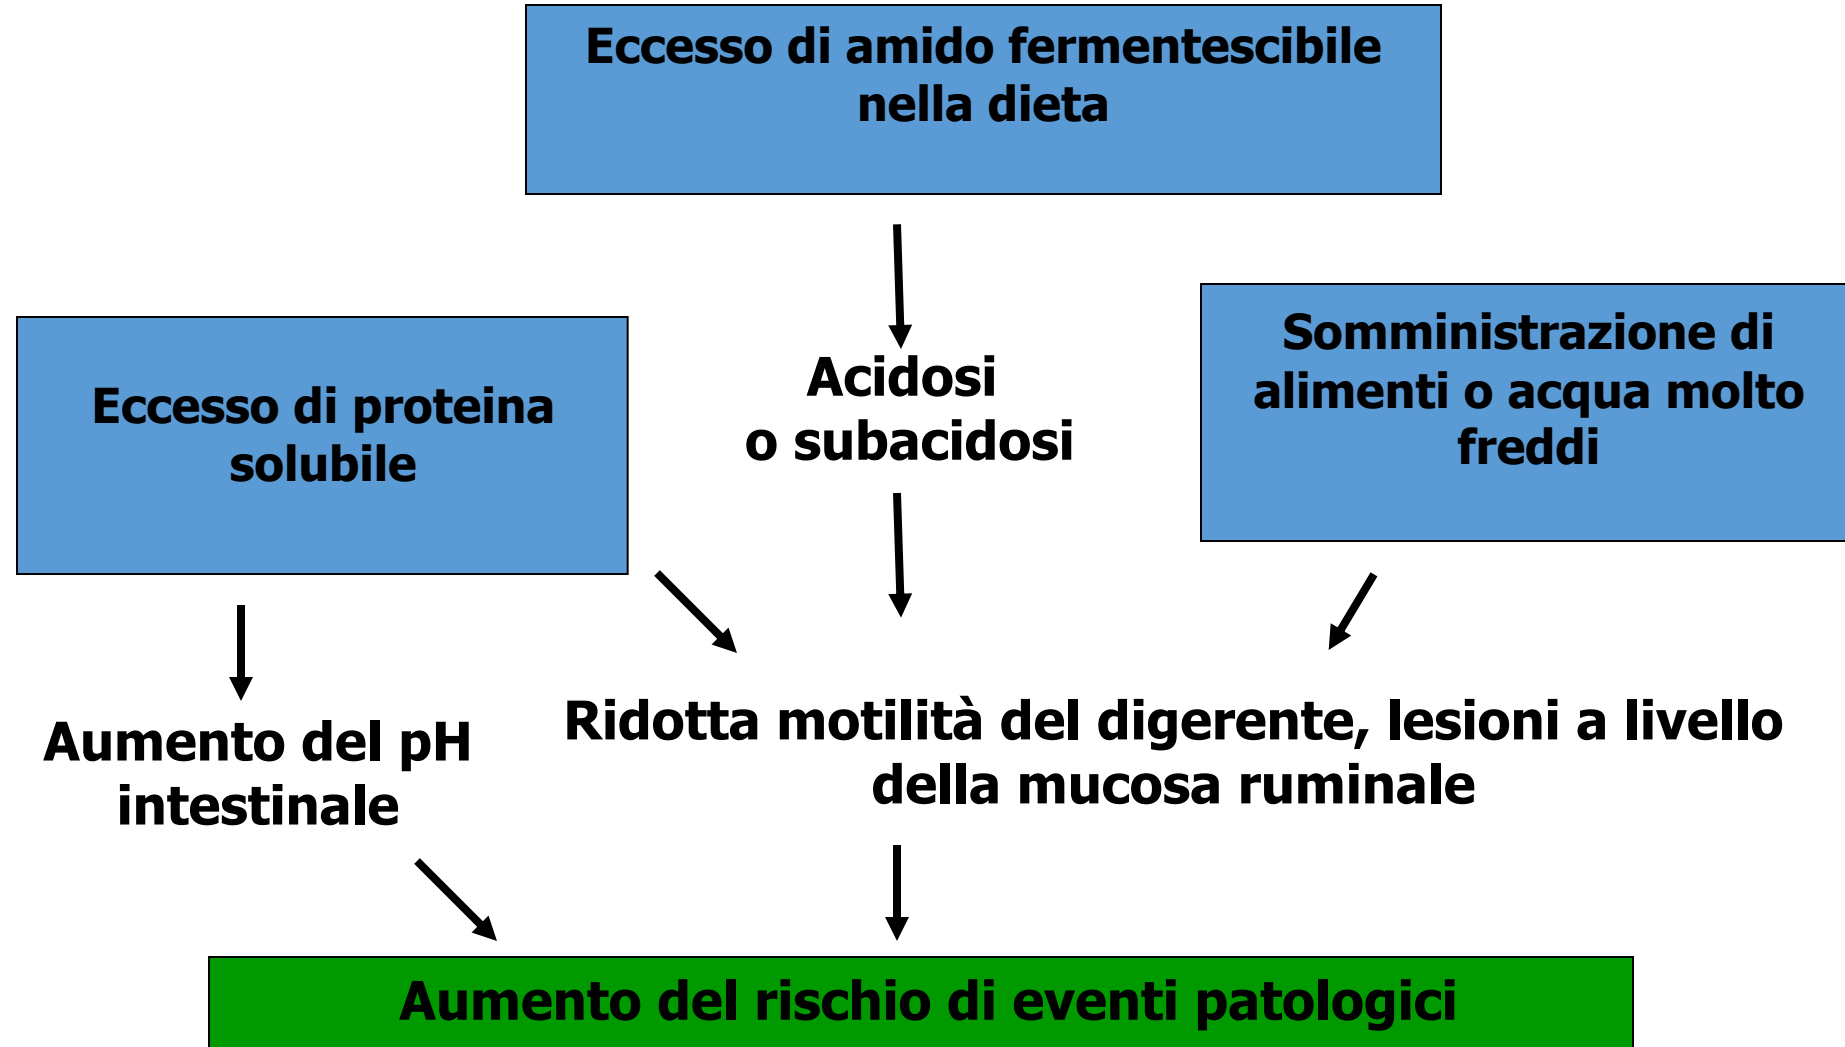 Eccesso di amido fermentescibile
nella dieta
Eccesso di proteina
solubile
Acidosi
o subacidosi
Somministrazione di
alimenti o acqua molto
freddi
Aumento del pH
intestinale
Ridotta motilità del digerente, lesioni a livello
della mucosa ruminale
Aumento del rischio di eventi patologici